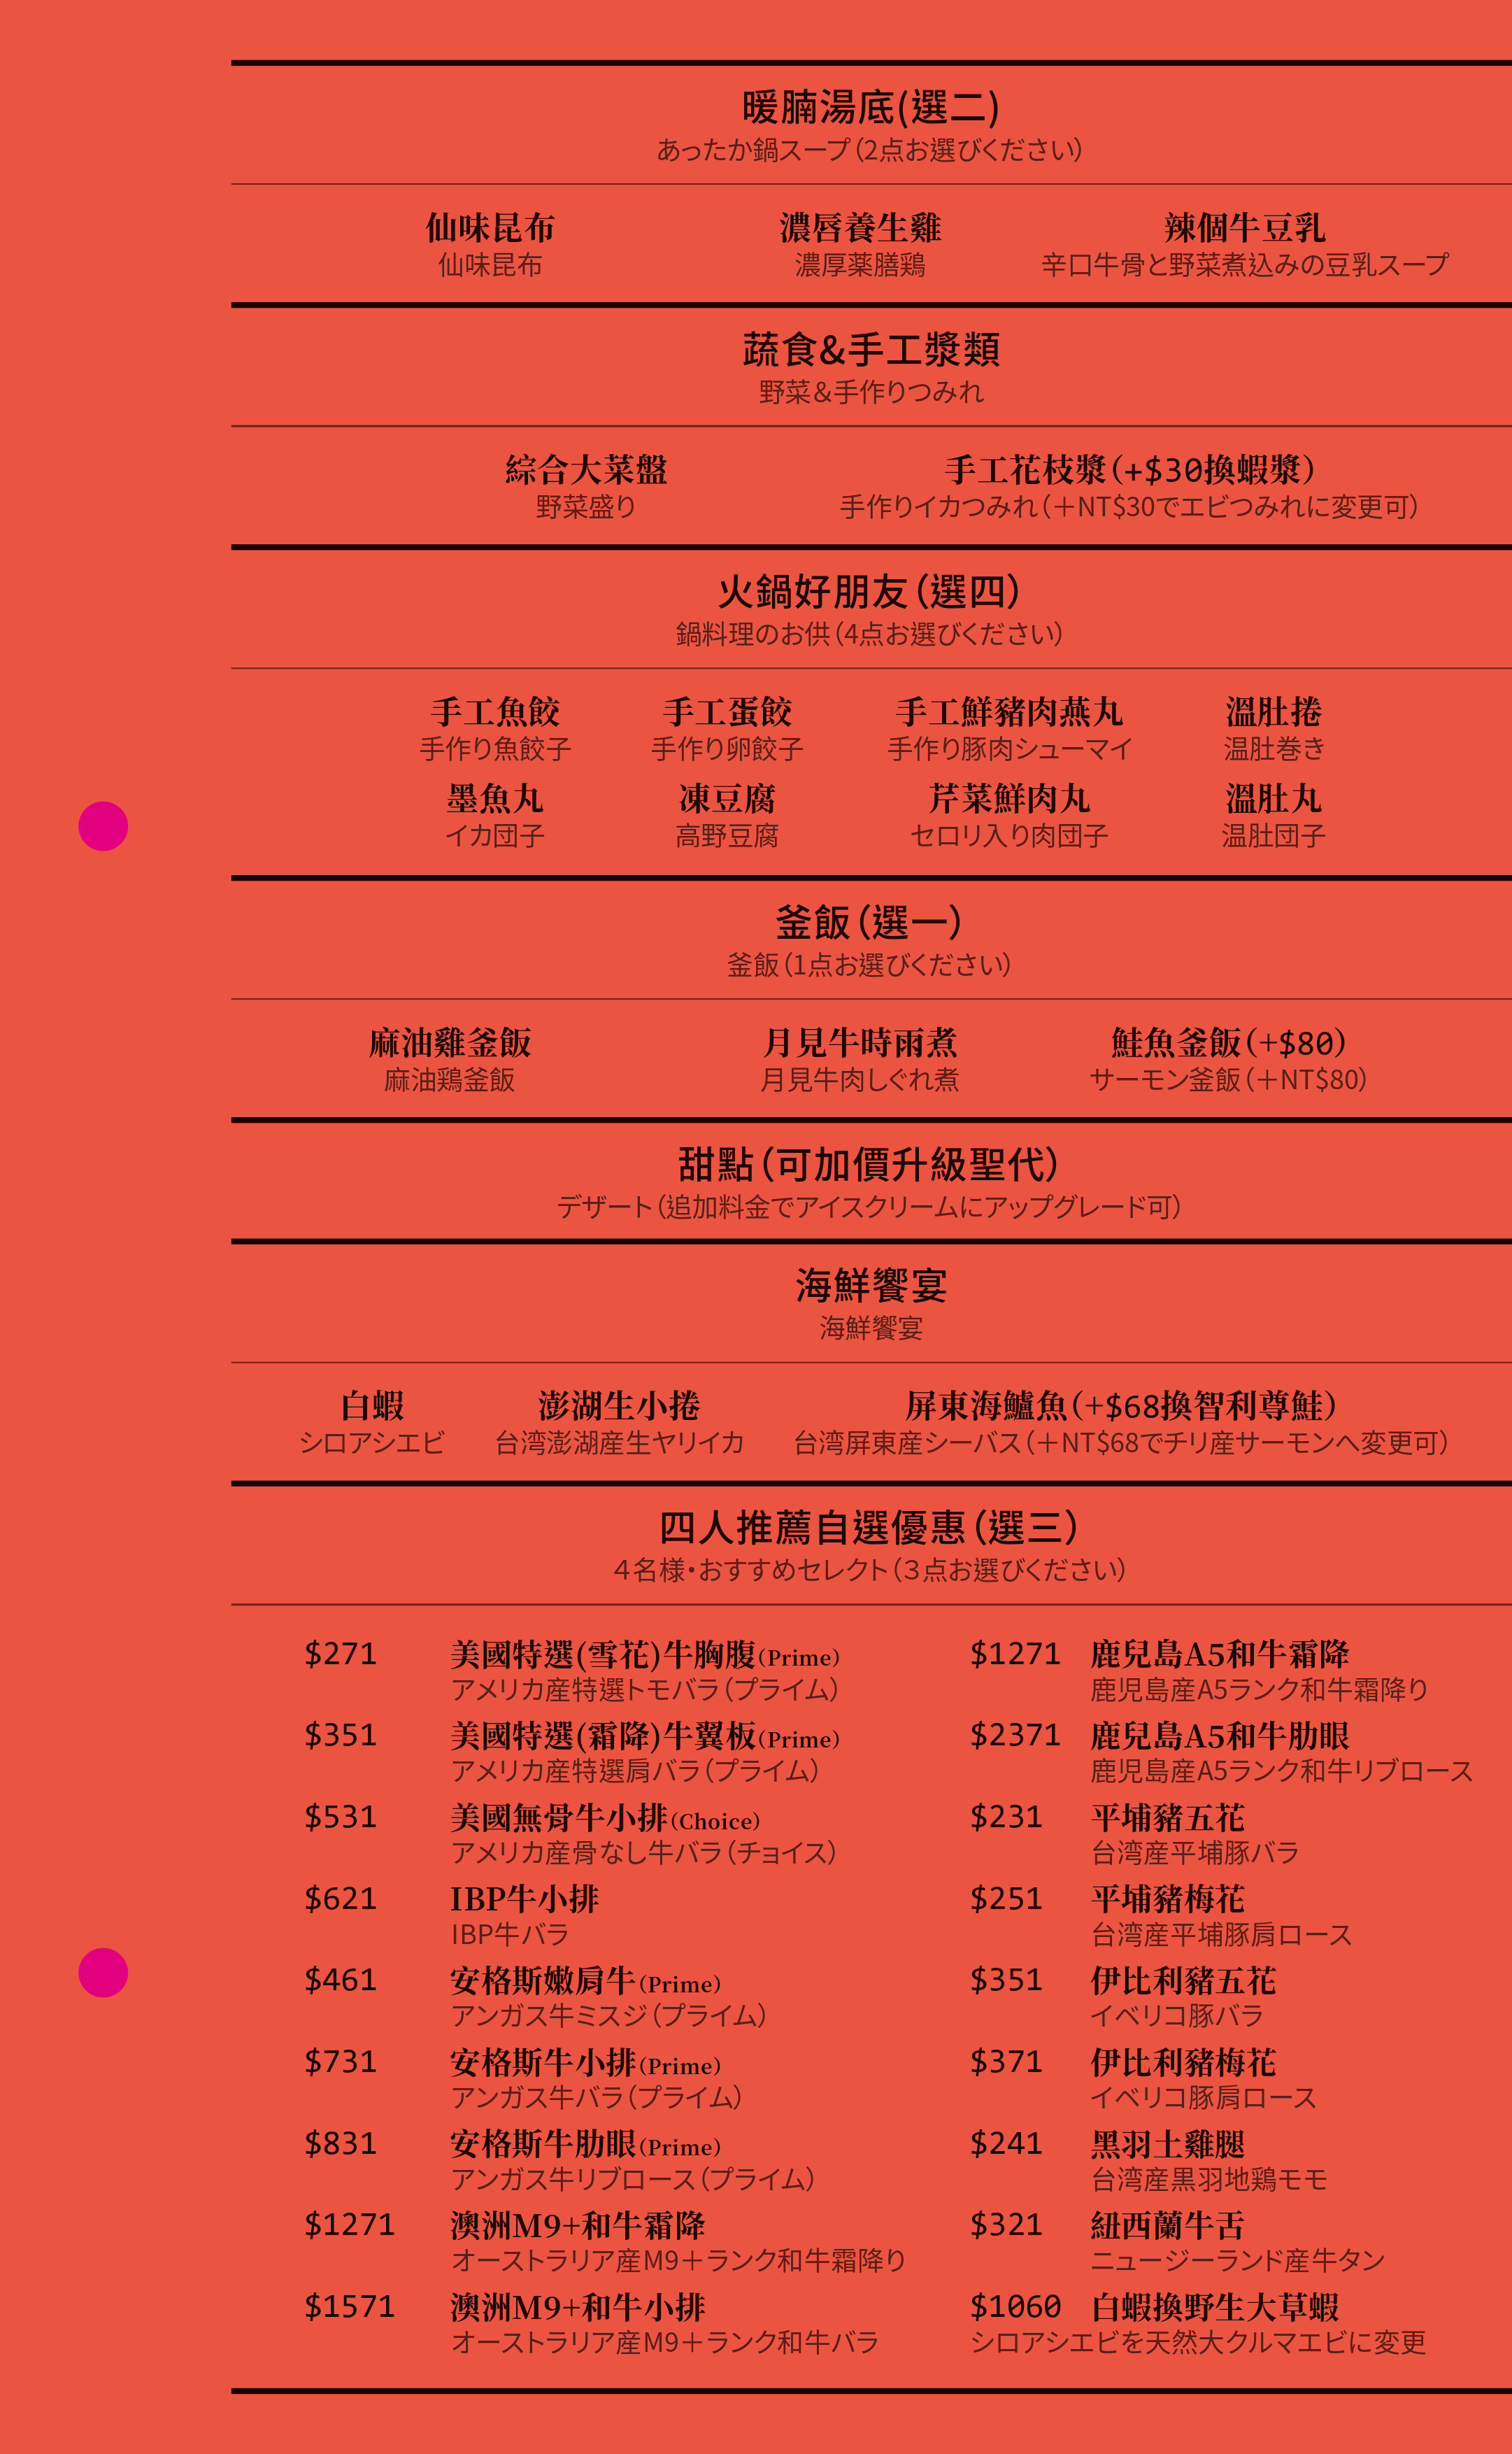 暖腩湯底(選二)
あったか鍋スープ（2点お選びください）
仙味昆布 濃唇養生雞 辣個牛豆乳
仙味昆布 濃厚薬膳鶏 辛口牛骨と野菜煮込みの豆乳スープ
蔬食&手工漿類
野菜＆手作りつみれ
綜合大菜盤 手工花枝漿（+$30換蝦漿）
野菜盛り 手作りイカつみれ（＋NT$30でエビつみれに変更可）
火鍋好朋友（選四）
鍋料理のお供（4点お選びください）
手工魚餃 手工蛋餃 手工鮮豬肉燕丸 溫肚捲
手作り魚餃子 手作り卵餃子 手作り豚肉シューマイ 温肚巻き
墨魚丸 凍豆腐 芹菜鮮肉丸 溫肚丸
イカ団子 高野豆腐 セロリ入り肉団子 温肚団子
釜飯（選一）
釜飯（1点お選びください）
麻油雞釜飯 月見牛時雨煮 鮭魚釜飯（+$80）
麻油鶏釜飯 月見牛肉しぐれ煮 サーモン釜飯（＋NT$80）
甜點（可加價升級聖代）
デザート（追加料金でアイスクリームにアップグレード可）
海鮮饗宴
海鮮饗宴
白蝦 澎湖生小捲 屏東海鱸魚（+$68換智利尊鮭）
シロアシエビ 台湾澎湖産生ヤリイカ 台湾屏東産シーバス（＋NT$68でチリ産サーモンへ変更可）
四人推薦自選優惠（選三）
４名様・おすすめセレクト（３点お選びください）
$271 美國特選(雪花)牛胸腹（Prime）
アメリカ産特選トモバラ（プライム）
$351 美國特選(霜降)牛翼板（Prime）
アメリカ産特選肩バラ（プライム）
$531 美國無骨牛小排（Choice）
アメリカ産骨なし牛バラ（チョイス）
$621 IBP牛小排
IBP牛バラ
$461 安格斯嫩肩牛（Prime）
アンガス牛ミスジ（プライム）
$731 安格斯牛小排（Prime）
アンガス牛バラ（プライム）
$831 安格斯牛肋眼（Prime）
アンガス牛リブロース（プライム）
$1271 澳洲M9+和牛霜降
オーストラリア産M9＋ランク和牛霜降り
$1571 澳洲M9+和牛小排
オーストラリア産M9＋ランク和牛バラ
$1271 鹿兒島A5和牛霜降
鹿児島産A5ランク和牛霜降り
$2371 鹿兒島A5和牛肋眼
鹿児島産A5ランク和牛リブロース
$231 平埔豬五花
台湾産平埔豚バラ
$251 平埔豬梅花
台湾産平埔豚肩ロース
$351 伊比利豬五花
イベリコ豚バラ
$371 伊比利豬梅花
イベリコ豚肩ロース
$241 黑羽土雞腿
台湾産黒羽地鶏モモ
$321 紐西蘭牛舌
ニュージーランド産牛タン
$1060 白蝦換野生大草蝦
シロアシエビを天然大クルマエビに変更